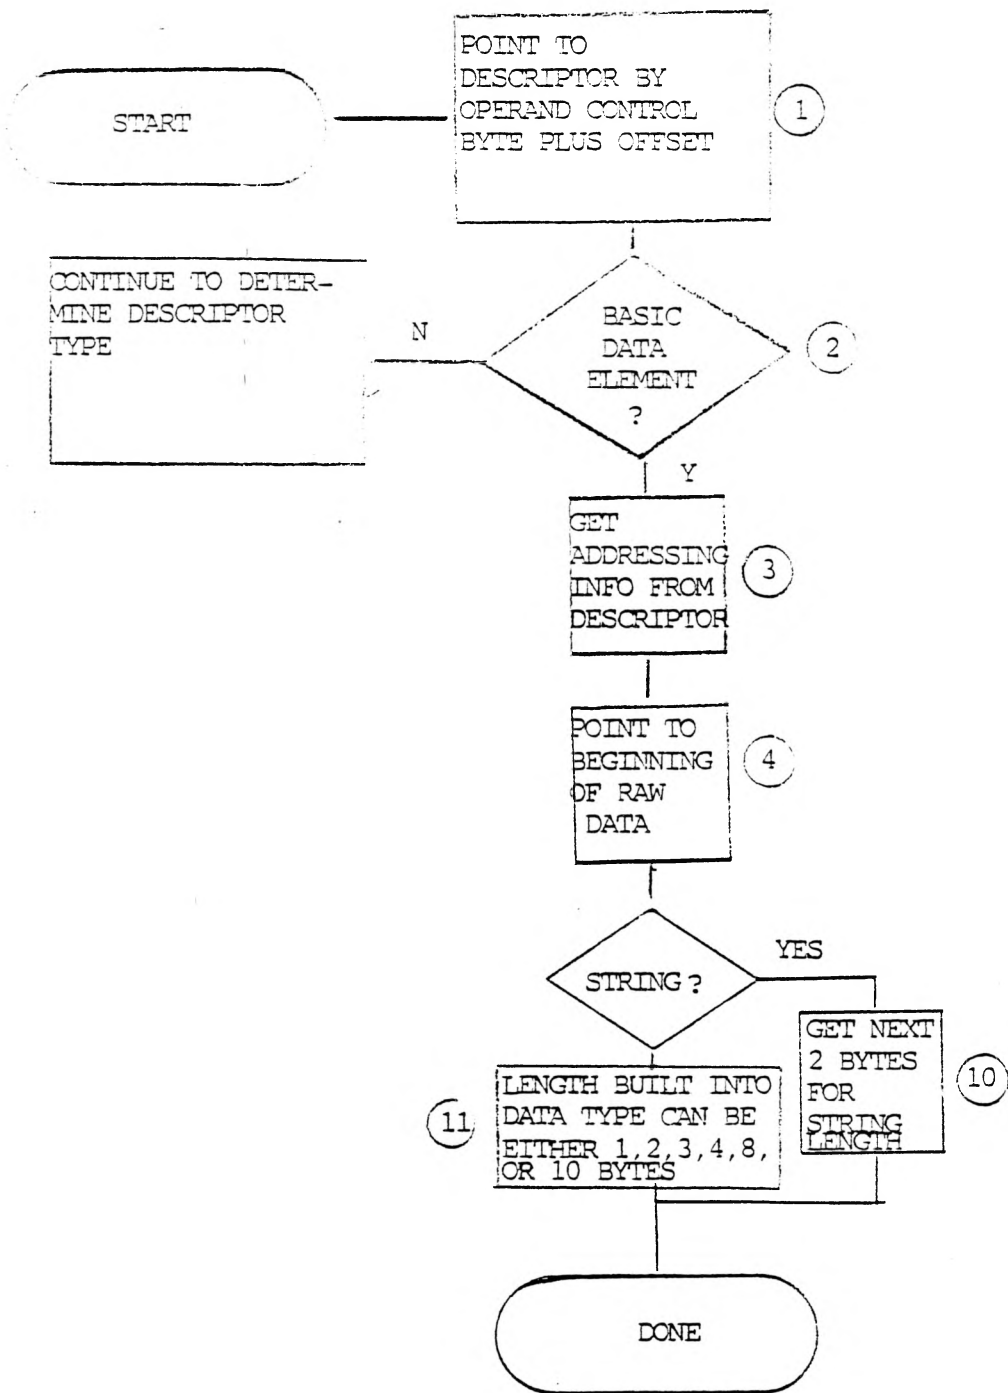 START
POINT TO
DESCRIPTOR BY
OPERAND CONTROL
BYTE PLUS OFFSET
1
CONTINUE TO DETER-
MINE DESCRIPTOR
TYPE
N
BASIC
DATA
ELEMENT
?
2
Y
GET
ADDRESSING
INFO FROM
DESCRIPTOR
3
POINT TO
BEGINNING
OF RAW
DATA
4
STRING?
YES
GET NEXT
2 BYTES
FOR
STRING
LENGTH
10
11
LENGTH BUILT INTO
DATA TYPE CAN BE
EITHER 1,2,3,4,8,
OR 10 BYTES
DONE